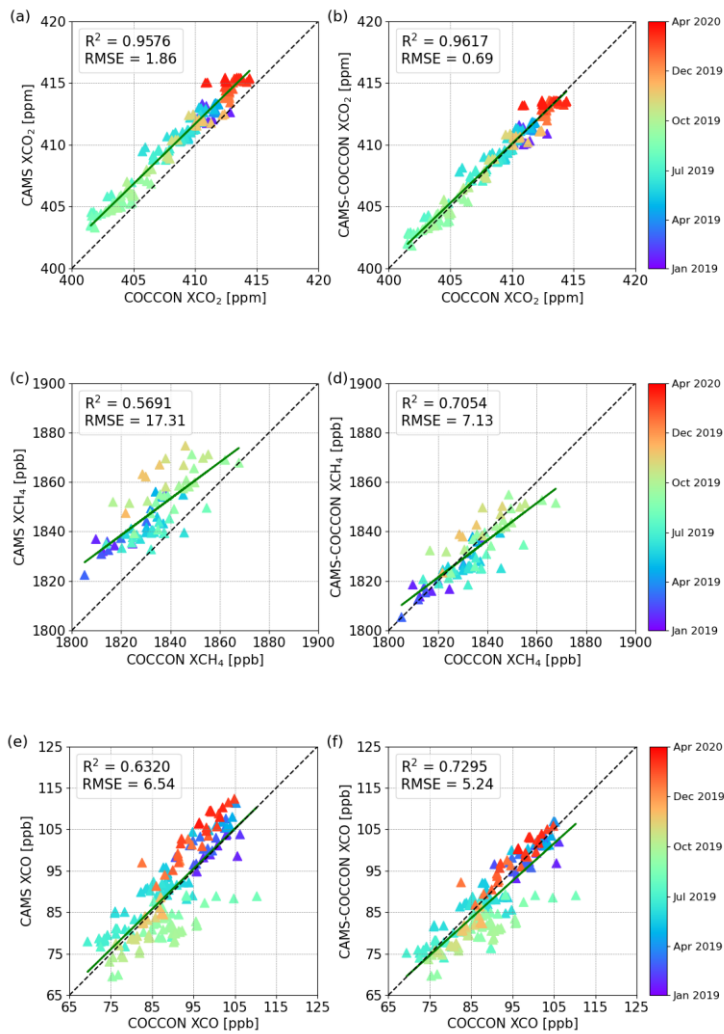 (a)
R² = 0.9576
RMSE = 1.86
CAMS XCO₂ [ppm]
420
415
410
405
400
400
405
410
415
420
COCCON XCO₂ [ppm]
(b)
R² = 0.9617
RMSE = 0.69
CAMS-COCCON XCO₂ [ppm]
420
415
410
405
400
400
405
410
415
420
COCCON XCO₂ [ppm]
Apr 2020
Dec 2019
Oct 2019
Jul 2019
Apr 2019
Jan 2019
(c)
R² = 0.5691
RMSE = 17.31
CAMS XCH₄ [ppb]
1900
1880
1860
1840
1820
1800
1800
1820
1840
1860
1880
1900
COCCON XCH₄ [ppb]
(d)
R² = 0.7054
RMSE = 7.13
CAMS-COCCON XCH₄ [ppb]
1900
1880
1860
1840
1820
1800
1800
1820
1840
1860
1880
1900
COCCON XCH₄ [ppb]
Apr 2020
Dec 2019
Oct 2019
Jul 2019
Apr 2019
Jan 2019
(e)
R² = 0.6320
RMSE = 6.54
CAMS XCO [ppb]
125
115
105
95
85
75
65
65
75
85
95
105
115
125
COCCON XCO [ppb]
(f)
R² = 0.7295
RMSE = 5.24
CAMS-COCCON XCO [ppb]
125
115
105
95
85
75
65
65
75
85
95
105
115
125
COCCON XCO [ppb]
Apr 2020
Dec 2019
Oct 2019
Jul 2019
Apr 2019
Jan 2019